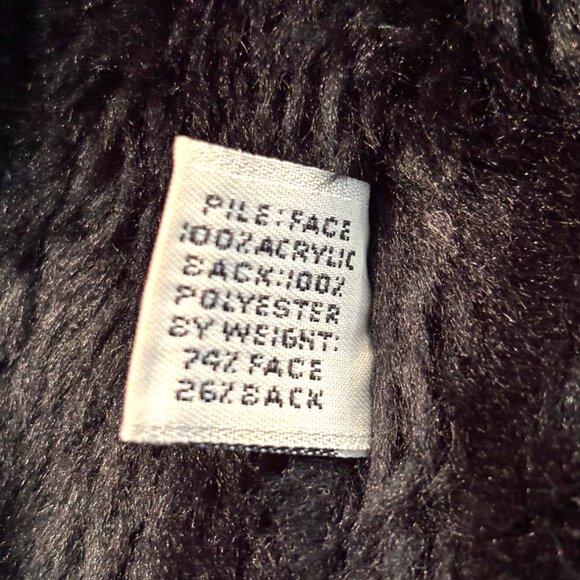 PILE: FACE
100% ACRYLIC
BACK: 100%
POLYESTER
BY WEIGHT:
74% FACE
26% BACK